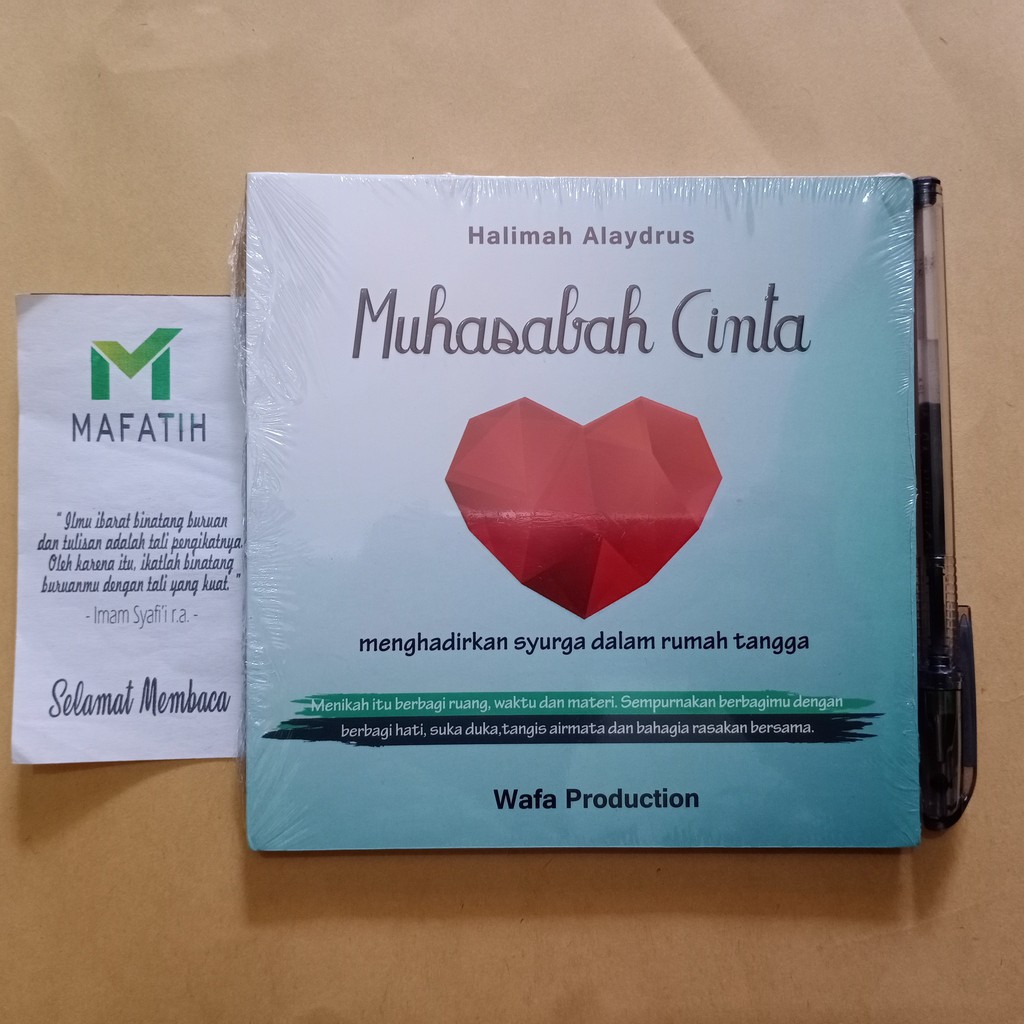 Halimah Alaydrus
Muhasabah Cinta
menghadirkan syurga dalam rumah tangga
Menikah itu berbagi ruang, waktu dan materi. Sempurnakan berbagimu dengan
berbagi hati, suka duka,tangis airmata dan bahagia rasakan bersama.
Wafa Production
MAFATIH
" Ilmu ibarat binatang buruan
dan tulisan adalah tali pengikatnya.
Oleh karena itu, ikatlah binatang
buruanmu dengan tali yang kuat. "
- Imam Syafi'i r.a. -
Selamat Membaca